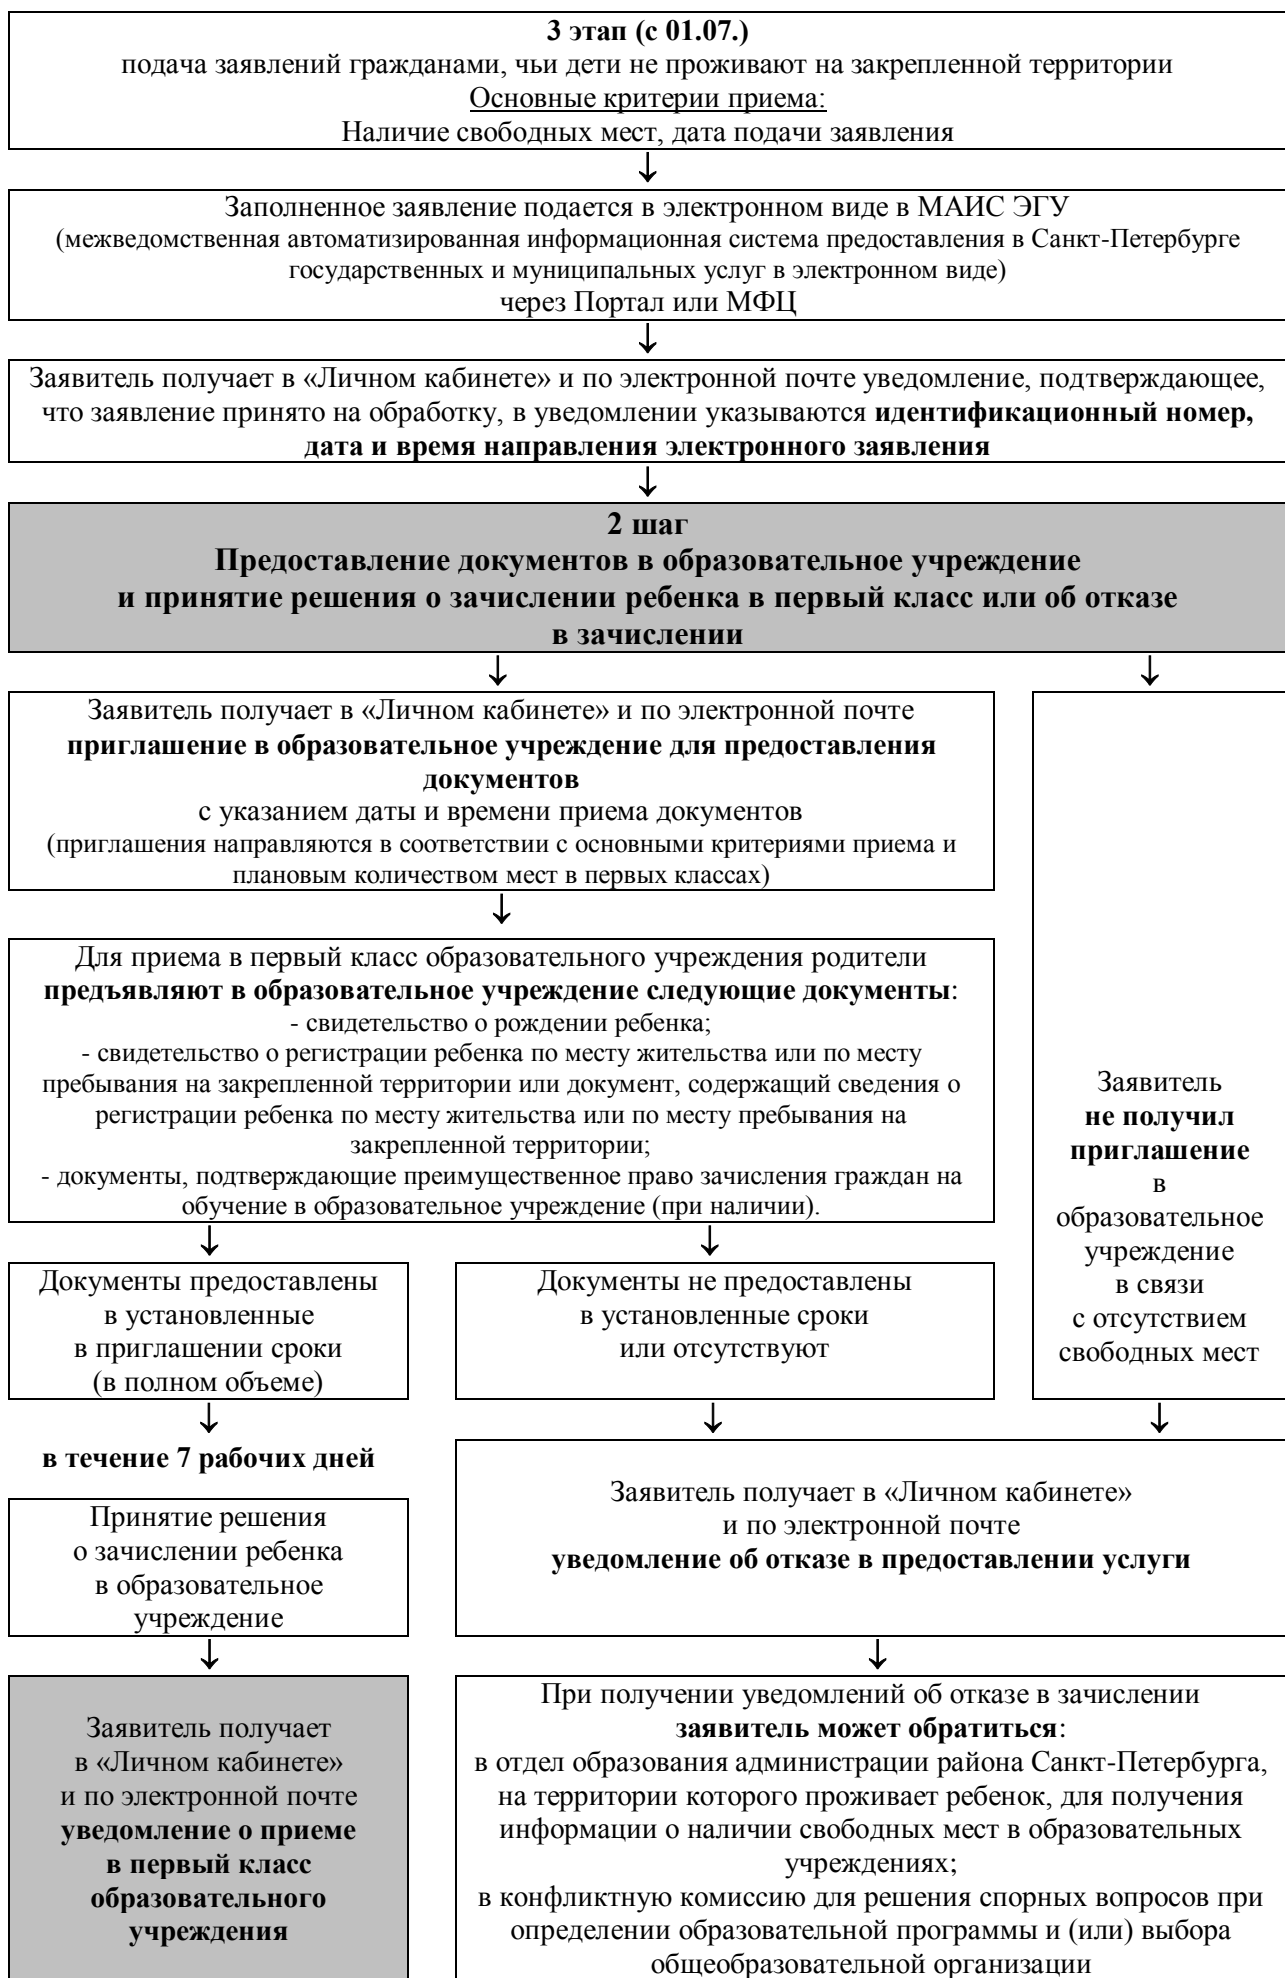 3 этап (с 01.07.)
подача заявлений гражданами, чьи дети не проживают на закрепленной территории
Основные критерии приема:
Наличие свободных мест, дата подачи заявления
↓
Заполненное заявление подается в электронном виде в МАИС ЭГУ
(межведомственная автоматизированная информационная система предоставления в Санкт-Петербурге
государственных и муниципальных услуг в электронном виде)
через Портал или МФЦ
↓
Заявитель получает в «Личном кабинете» и по электронной почте уведомление, подтверждающее,
что заявление принято на обработку, в уведомлении указываются идентификационный номер,
дата и время направления электронного заявления
↓
2 шаг
Предоставление документов в образовательное учреждение
и принятие решения о зачислении ребенка в первый класс или об отказе
в зачислении
↓ ↓
Заявитель получает в «Личном кабинете» и по электронной почте
приглашение в образовательное учреждение для предоставления
документов
с указанием даты и времени приема документов
(приглашения направляются в соответствии с основными критериями приема и
плановым количеством мест в первых классах)
↓
Для приема в первый класс образовательного учреждения родители
предъявляют в образовательное учреждение следующие документы:
- свидетельство о рождении ребенка;
- свидетельство о регистрации ребенка по месту жительства или по месту
пребывания на закрепленной территории или документ, содержащий сведения о
регистрации ребенка по месту жительства или по месту пребывания на
закрепленной территории;
- документы, подтверждающие преимущественное право зачисления граждан на
обучение в образовательное учреждение (при наличии).
↓ ↓
Документы предоставлены
в установленные
в приглашении сроки
(в полном объеме)
Документы не предоставлены
в установленные сроки
или отсутствуют
Заявитель
не получил
приглашение
в
образовательное
учреждение
в связи
с отсутствием
свободных мест
↓ ↓ ↓
в течение 7 рабочих дней
Принятие решения
о зачислении ребенка
в образовательное
учреждение
Заявитель получает в «Личном кабинете»
и по электронной почте
уведомление об отказе в предоставлении услуги
↓ ↓
Заявитель получает
в «Личном кабинете»
и по электронной почте
уведомление о приеме
в первый класс
образовательного
учреждения
При получении уведомлений об отказе в зачислении
заявитель может обратиться:
в отдел образования администрации района Санкт-Петербурга,
на территории которого проживает ребенок, для получения
информации о наличии свободных мест в образовательных
учреждениях;
в конфликтную комиссию для решения спорных вопросов при
определении образовательной программы и (или) выбора
общеобразовательной организации